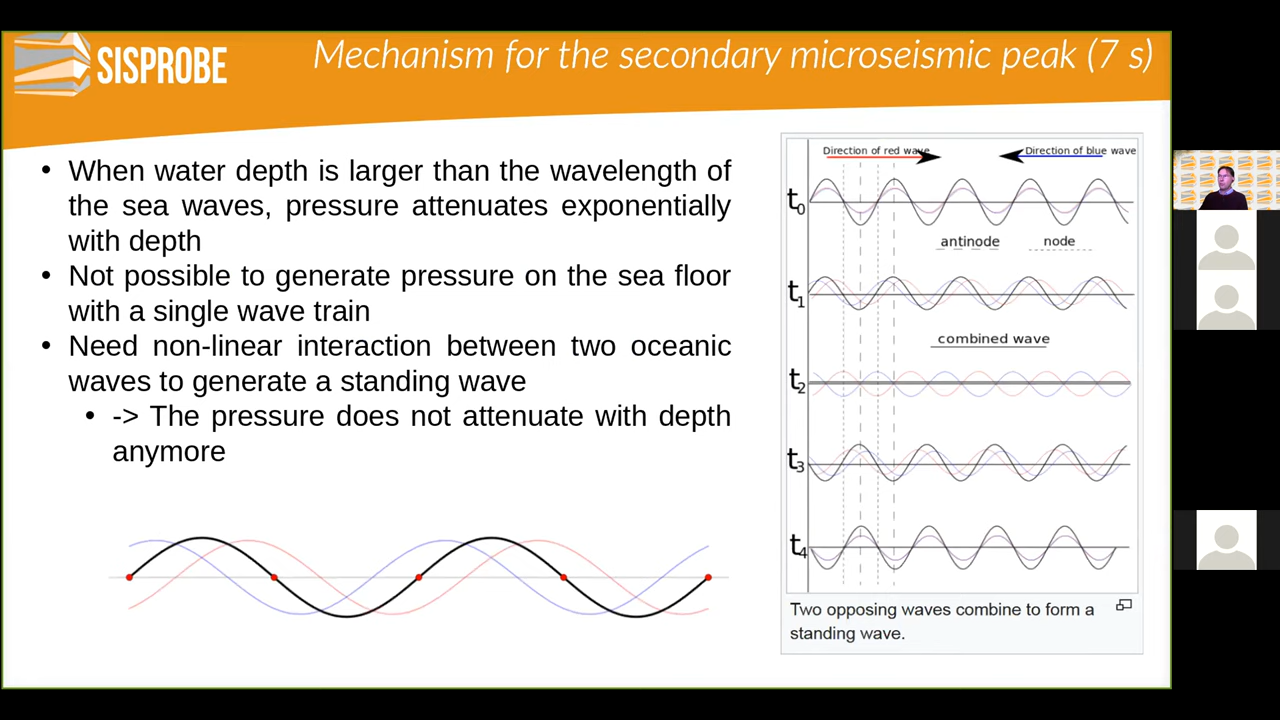 SISPROBE
Mechanism for the secondary microseismic peak (7 s)
• When water depth is larger than the wavelength of
the sea waves, pressure attenuates exponentially
with depth
• Not possible to generate pressure on the sea floor
with a single wave train
• Need non-linear interaction between two oceanic
waves to generate a standing wave
• -> The pressure does not attenuate with depth
anymore
Direction of red wave
Direction of blue wave
t0
antinode
node
t1
combined wave
t2
t3
t4
Two opposing waves combine to form a
standing wave.